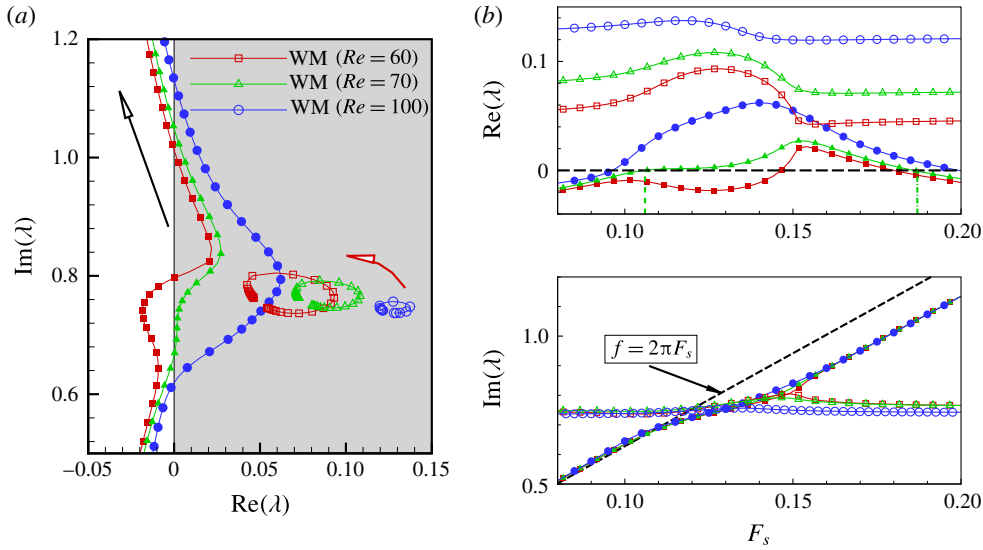 (a)
1.2
1.0
0.8
0.6
Im(λ)
−0.05
0
0.05
0.10
0.15
Re(λ)
WM (Re = 60)
WM (Re = 70)
WM (Re = 100)
(b)
0.1
0
Re(λ)
0.10
0.15
0.20
1.0
0.5
Im(λ)
f = 2πFs
0.10
0.15
0.20
Fs